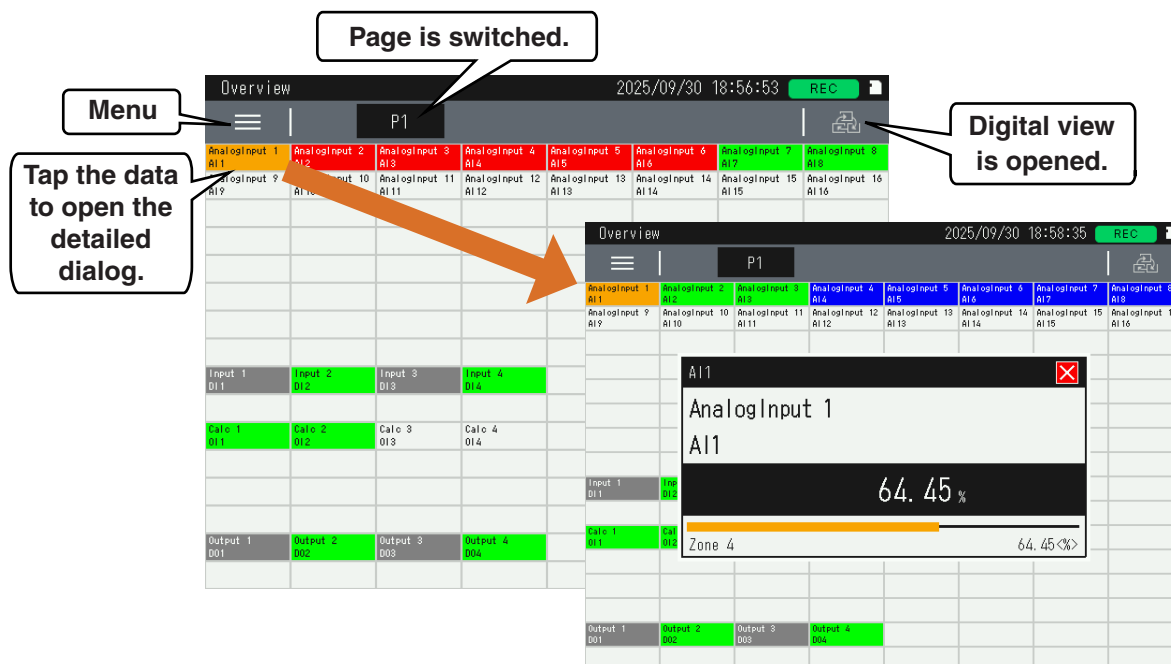 Page is switched.
Menu
Tap the data
to open the
detailed
dialog.
Digital view
is opened.
Overview 2025/09/30 18:56:53 REC
P1
AnalogInput 1 AnalogInput 2 AnalogInput 3 AnalogInput 4 AnalogInput 5 AnalogInput 6 AnalogInput 7 AnalogInput 8
AI1 AI2 AI3 AI4 AI5 AI6 AI7 AI8
AnalogInput 11 AnalogInput 12 AnalogInput 13 AnalogInput 14 AnalogInput 15 AnalogInput 16
AI9 AI11 AI12 AI13 AI14 AI15 AI16
Input 1 Input 2 Input 3 Input 4
DI1 DI2 DI3 DI4
Calc 1 Calc 2 Calc 3 Calc 4
OI1 OI2 OI3 OI4
Output 1 Output 2 Output 3 Output 4
DO1 DO2 DO3 DO4
Overview 2025/09/30 18:58:35 REC
P1
AnalogInput 1 AnalogInput 2 AnalogInput 3 AnalogInput 4 AnalogInput 5 AnalogInput 6 AnalogInput 7 AnalogInput 8
AI1 AI2 AI3 AI4 AI5 AI6 AI7 AI8
AnalogInput 9 AnalogInput 10 AnalogInput 11 AnalogInput 12 AnalogInput 13 AnalogInput 14 AnalogInput 15 AnalogInput
AI9 AI10 AI11 AI12 AI13 AI14 AI15 AI16
AI1
AnalogInput 1
AI1
64.45 %
Zone 4 64.45<%>
Input 1
DI1 DI2
Calc 1
OI1 OI2
Output 1 Output 2 Output 3 Output 4
DO1 DO2 DO3 DO4